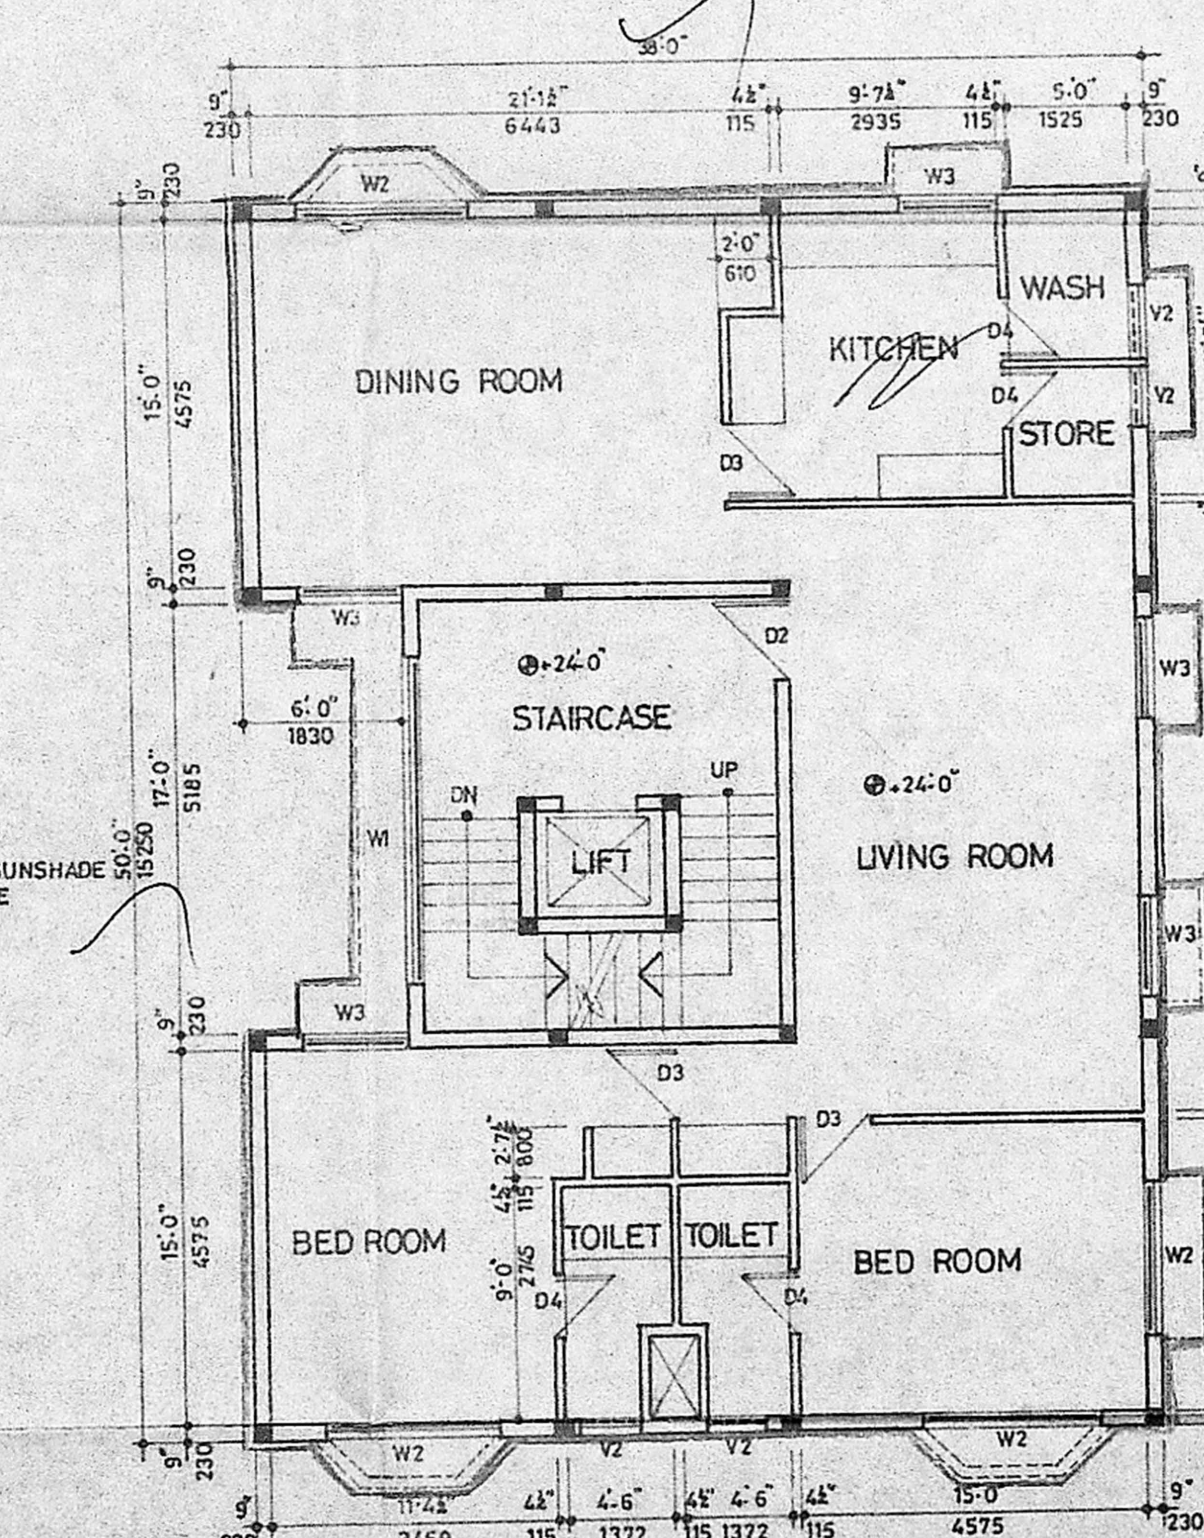 38'-0"
9" 21'-1½" 4½" 9'-7½" 4½" 5'-0" 9"
230 6443 115 2935 115 1525 230
W2 W3
9" 230
2'-0"
610
WASH
V2
D4
KITCHEN
DINING ROOM
15'-0" 4575
D4 V2
STORE
D3
9" 230
W3
D2
+24'-0"
W3
6'-0"
1830
STAIRCASE
UP
17'-0" 5185
DN
+24'-0"
W1
50'-0" 15250
LIFT
LIVING ROOM
UNSHADE
W3
W3
9" 230
D3
2'-7½" 800
D3
4½" 115
15'-0" 4575
BED ROOM
TOILET TOILET
BED ROOM
W2
9'-0" 2745
D4 D4
9" 230
W2 V2 V2 W2
9" 11'-4½" 4½" 4'-6" 4½" 4'-6" 4½" 15'-0 9"
115 1372 115 1372 115 4575 230